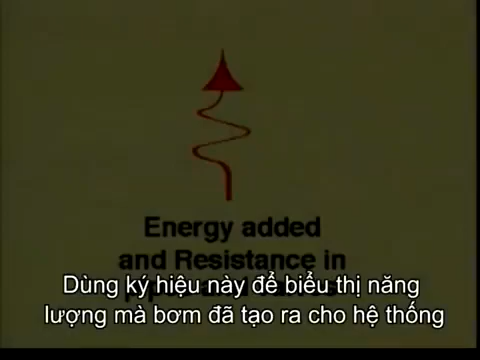 Energy added
and Resistance in
Dùng ký hiệu này để biểu thị năng
lượng mà bơm đã tạo ra cho hệ thống